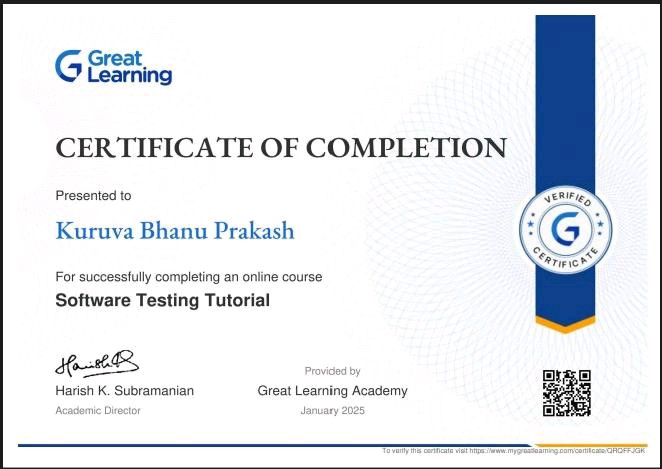 Great
Learning
CERTIFICATE OF COMPLETION
Presented to
Kuruva Bhanu Prakash
For successfully completing an online course
Software Testing Tutorial
VERIFIED
G
CERTIFICATE
Harish K. Subramanian
Academic Director
Provided by
Great Learning Academy
January 2025
To verify this certificate visit https://www.mygreatlearning.com/certificate/QRQFFJGK